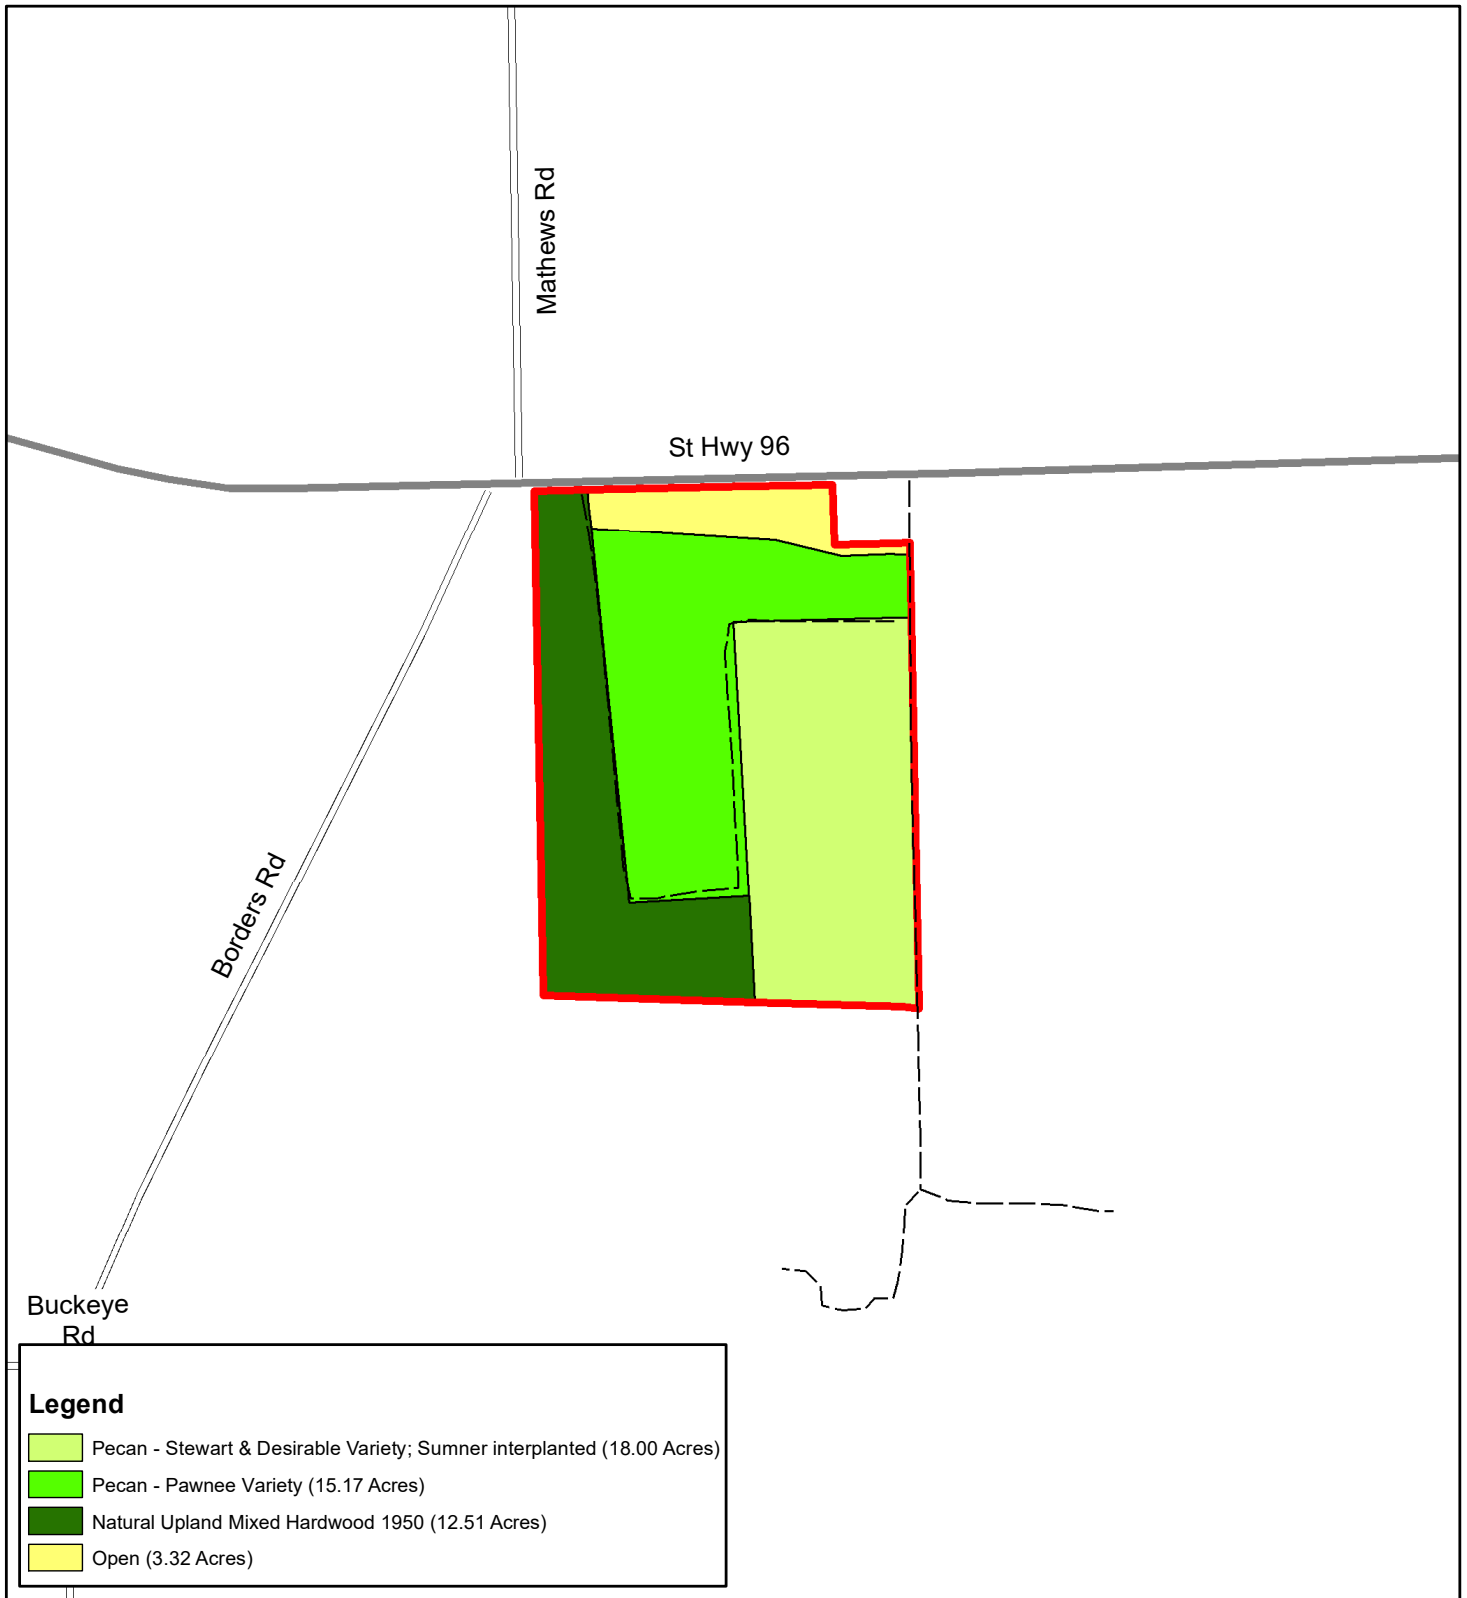 Mathews Rd
St Hwy 96
Borders Rd
Buckeye
Rd
Legend
Pecan - Stewart & Desirable Variety; Sumner interplanted (18.00 Acres)
Pecan - Pawnee Variety (15.17 Acres)
Natural Upland Mixed Hardwood 1950 (12.51 Acres)
Open (3.32 Acres)